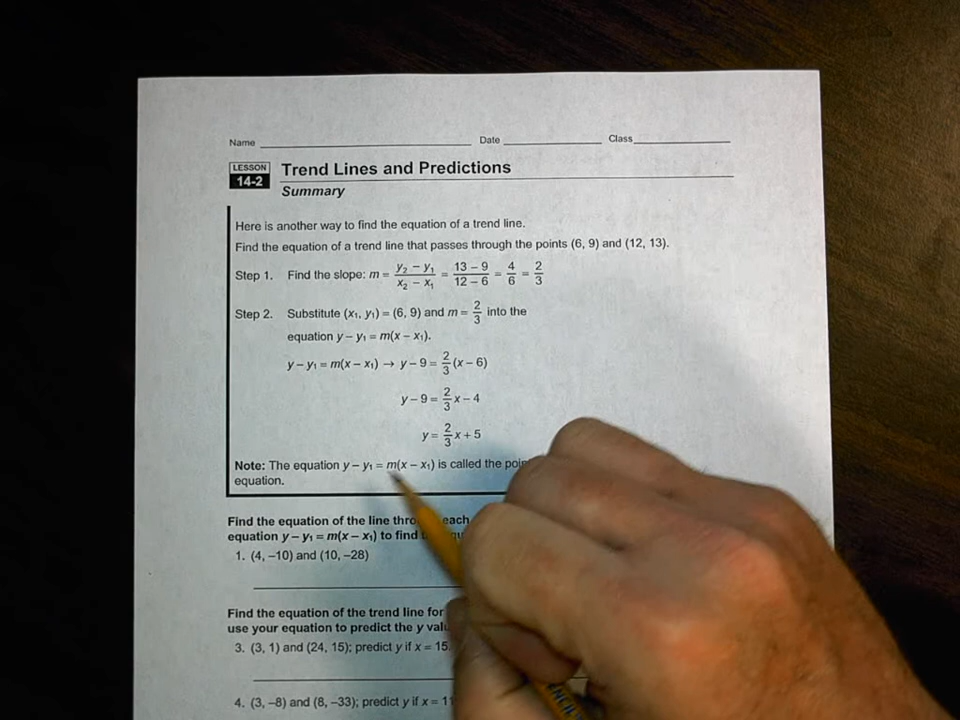 Name Date Class
LESSON 14-2 Trend Lines and Predictions
Summary
Here is another way to find the equation of a trend line.
Find the equation of a trend line that passes through the points (6, 9) and (12, 13).
Step 1. Find the slope: m = (y₂ − y₁)/(x₂ − x₁) = (13 − 9)/(12 − 6) = 4/6 = 2/3
Step 2. Substitute (x₁, y₁) = (6, 9) and m = 2/3 into the
equation y − y₁ = m(x − x₁).
y − y₁ = m(x − x₁) → y − 9 = 2/3(x − 6)
y − 9 = 2/3x − 4
y = 2/3x + 5
Note: The equation y − y₁ = m(x − x₁) is called the
equation.
Find the equation of the line each
equation y − y₁ = m(x − x₁) to find
1. (4, −10) and (10, −28)
Find the equation of the trend line for
use your equation to predict the y
3. (3, 1) and (24, 15); predict y if x = 15.
4. (3, −8) and (8, −33); predict y if x =